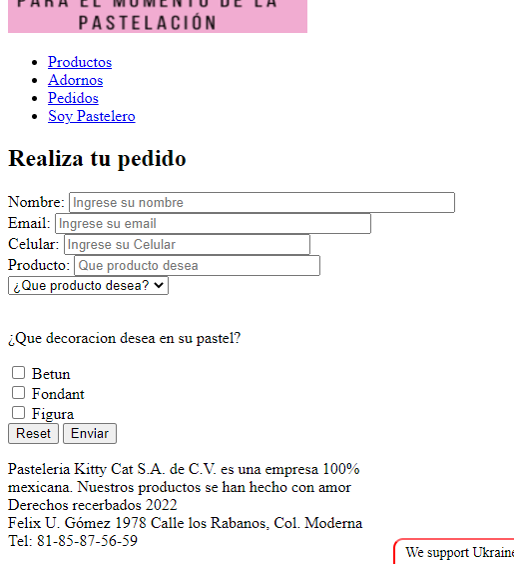 PARA EL MOMENTO DE LA
PASTELACIÓN
Productos
Adornos
Pedidos
Soy Pastelero
Realiza tu pedido
Nombre: Ingrese su nombre
Email: Ingrese su email
Celular: Ingrese su Celular
Producto: Que producto desea
¿Que producto desea?
¿Que decoracion desea en su pastel?
Betun
Fondant
Figura
Reset Enviar
Pasteleria Kitty Cat S.A. de C.V. es una empresa 100%
mexicana. Nuestros productos se han hecho con amor
Derechos recerbados 2022
Felix U. Gómez 1978 Calle los Rabanos, Col. Moderna
Tel: 81-85-87-56-59
We support Ukraine